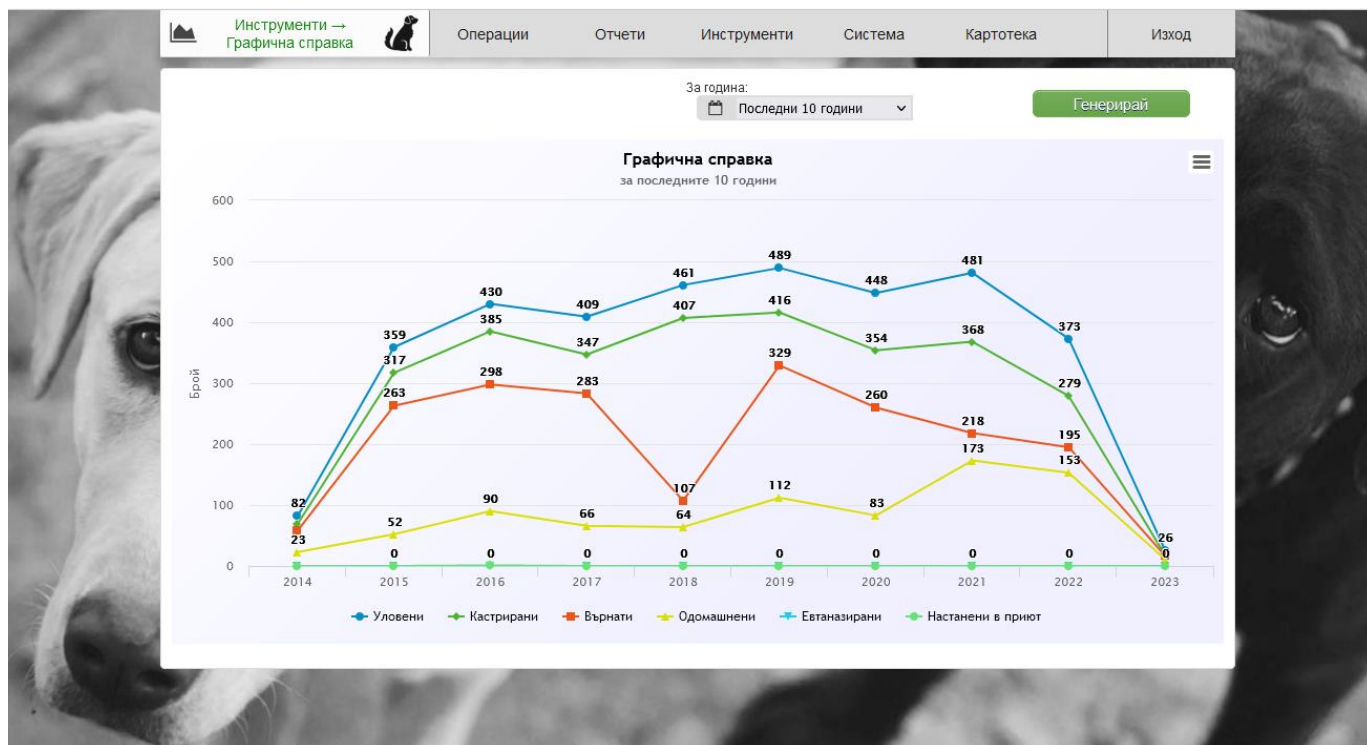 Инструменти →
Графична справка
Операции
Отчети
Инструменти
Система
Картотека
Изход
За година:
Последни 10 години
Генерирай
Графична справка
за последните 10 години
Брой
600
500
400
300
200
100
0
82 359 430 409 461 489 448 481 373 26
317 385 347 407 416 354 368 279
263 298 283 107 329 260 218 195
23 52 90 66 64 112 83 173 153
0 0 0 0 0 0 0 0 0
2014 2015 2016 2017 2018 2019 2020 2021 2022 2023
Уловени Кастрирани Върнати Одомашнени Евтаназирани Настанени в приют